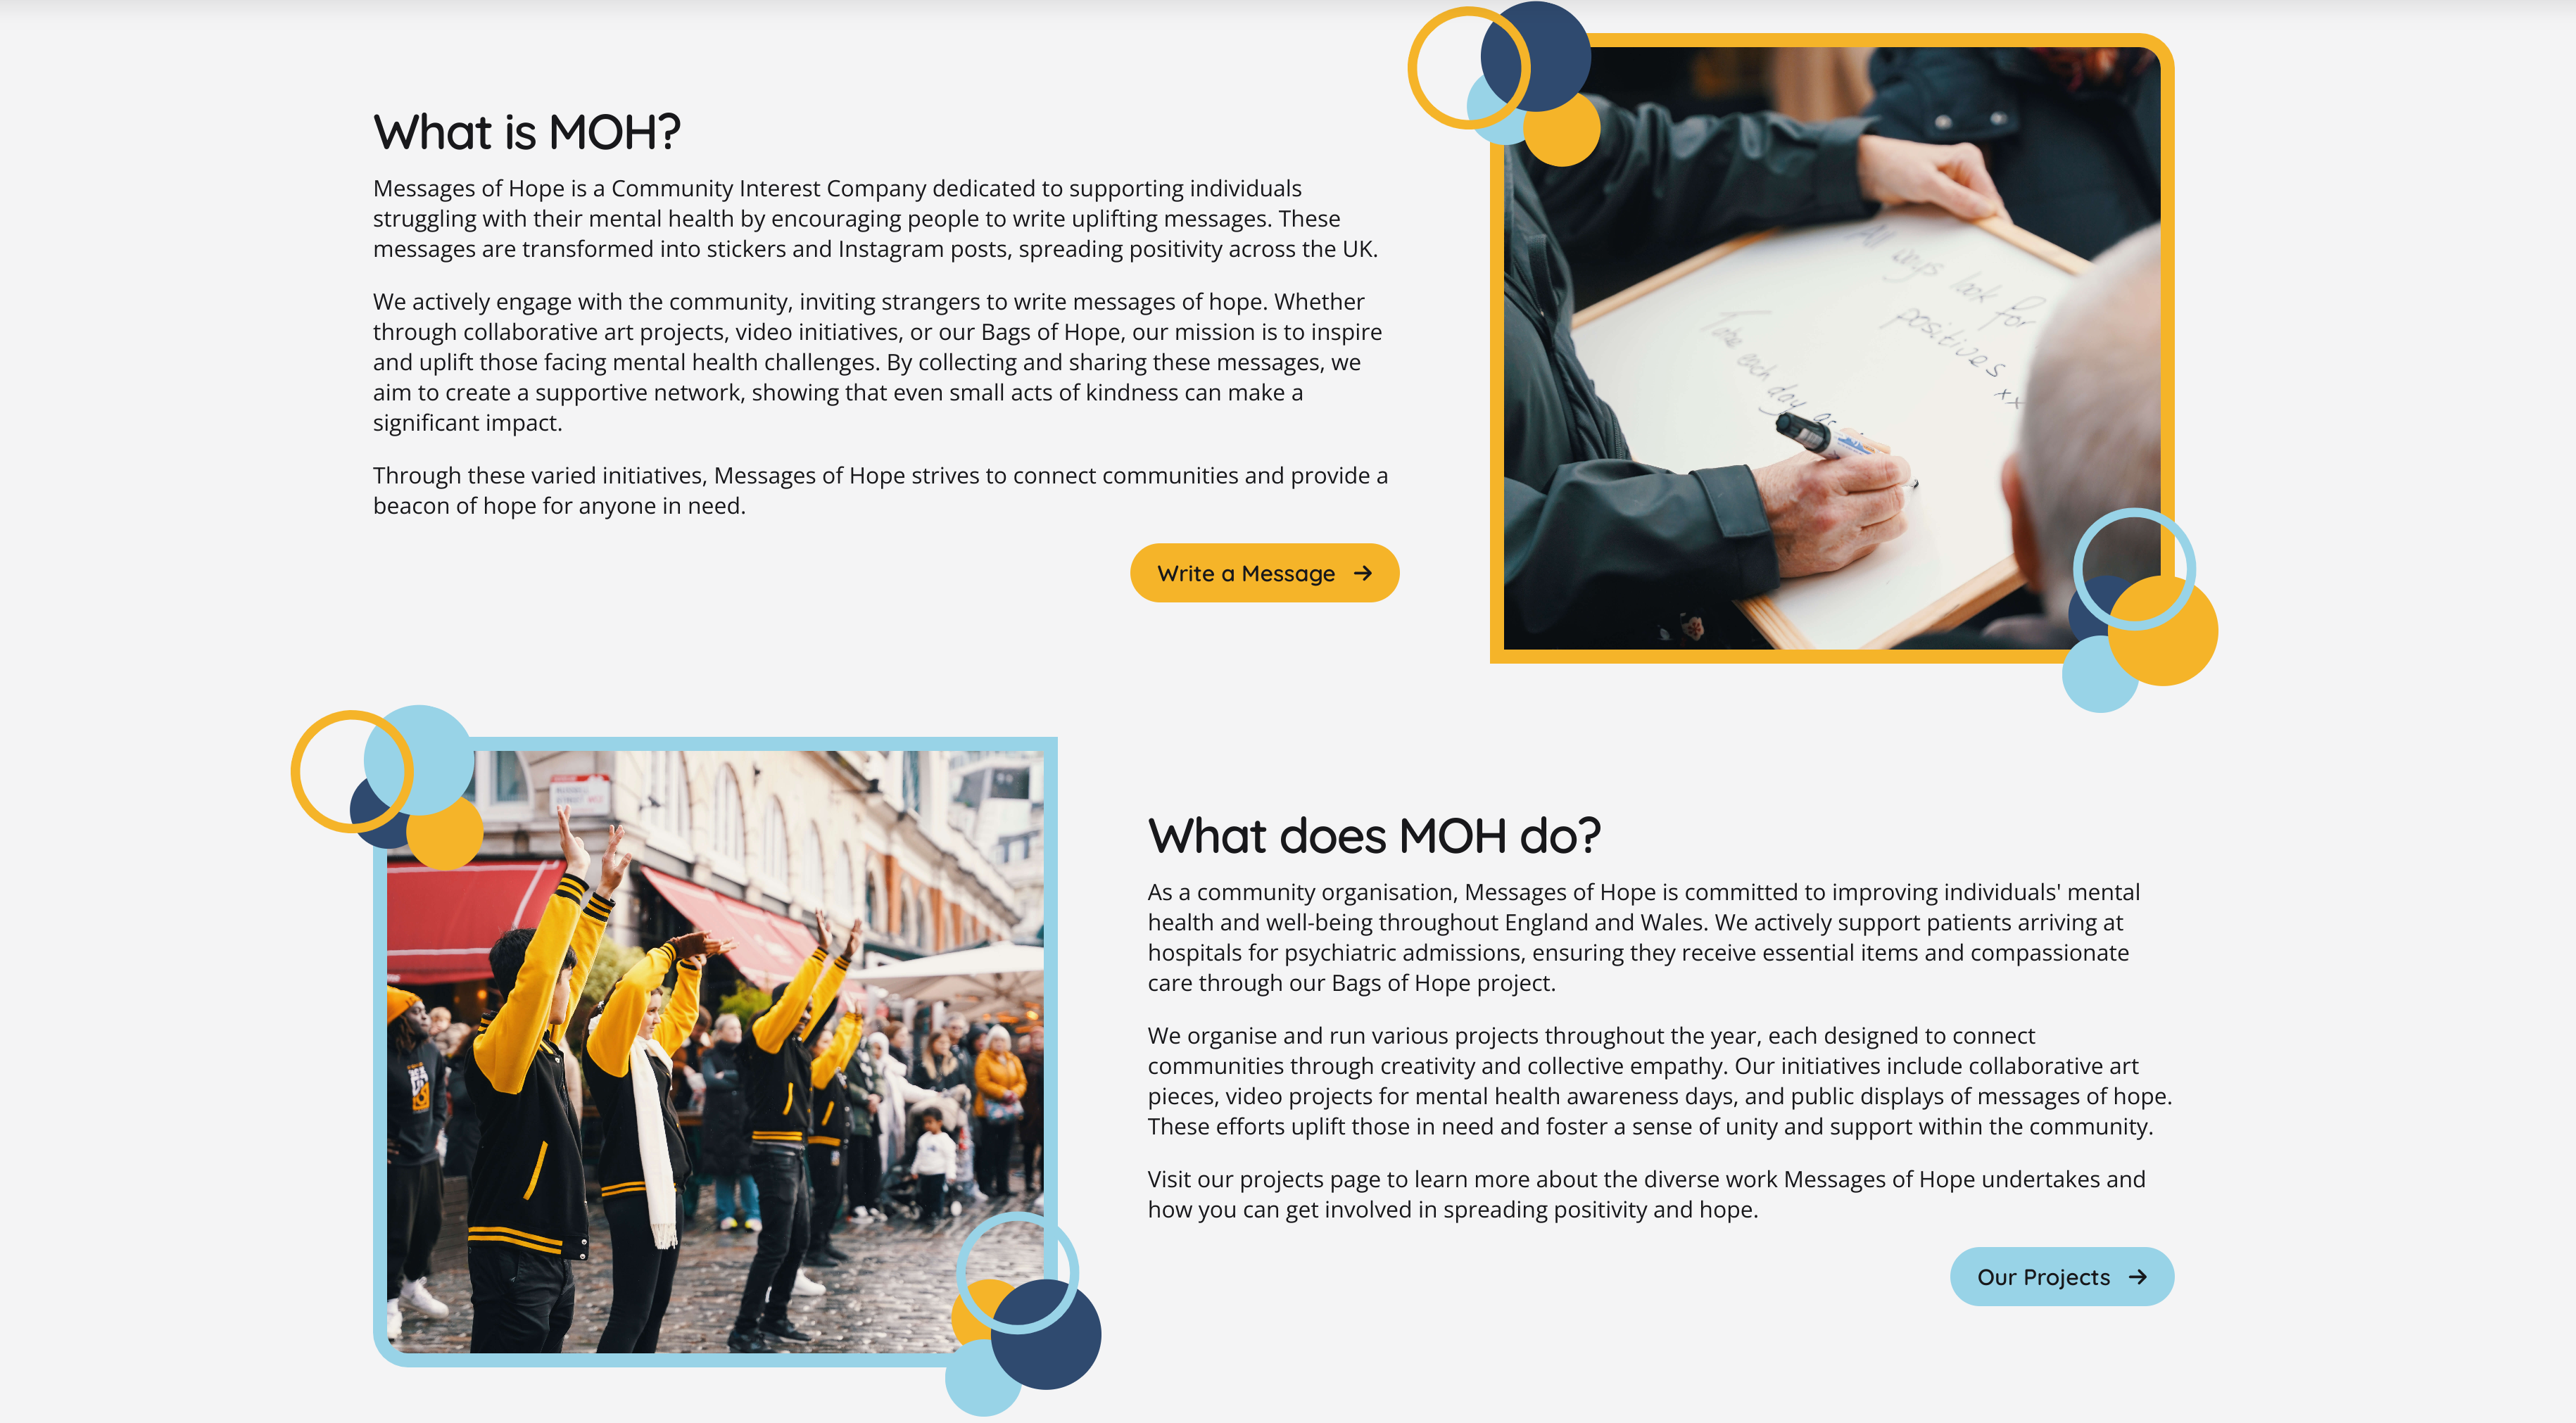 What is MOH?
Messages of Hope is a Community Interest Company dedicated to supporting individuals
struggling with their mental health by encouraging people to write uplifting messages. These
messages are transformed into stickers and Instagram posts, spreading positivity across the UK.
We actively engage with the community, inviting strangers to write messages of hope. Whether
through collaborative art projects, video initiatives, or our Bags of Hope, our mission is to inspire
and uplift those facing mental health challenges. By collecting and sharing these messages, we
aim to create a supportive network, showing that even small acts of kindness can make a
significant impact.
Through these varied initiatives, Messages of Hope strives to connect communities and provide a
beacon of hope for anyone in need.
Write a Message
All ways look for
positives xx
Take each day as
What does MOH do?
As a community organisation, Messages of Hope is committed to improving individuals' mental
health and well-being throughout England and Wales. We actively support patients arriving at
hospitals for psychiatric admissions, ensuring they receive essential items and compassionate
care through our Bags of Hope project.
We organise and run various projects throughout the year, each designed to connect
communities through creativity and collective empathy. Our initiatives include collaborative art
pieces, video projects for mental health awareness days, and public displays of messages of hope.
These efforts uplift those in need and foster a sense of unity and support within the community.
Visit our projects page to learn more about the diverse work Messages of Hope undertakes and
how you can get involved in spreading positivity and hope.
Our Projects